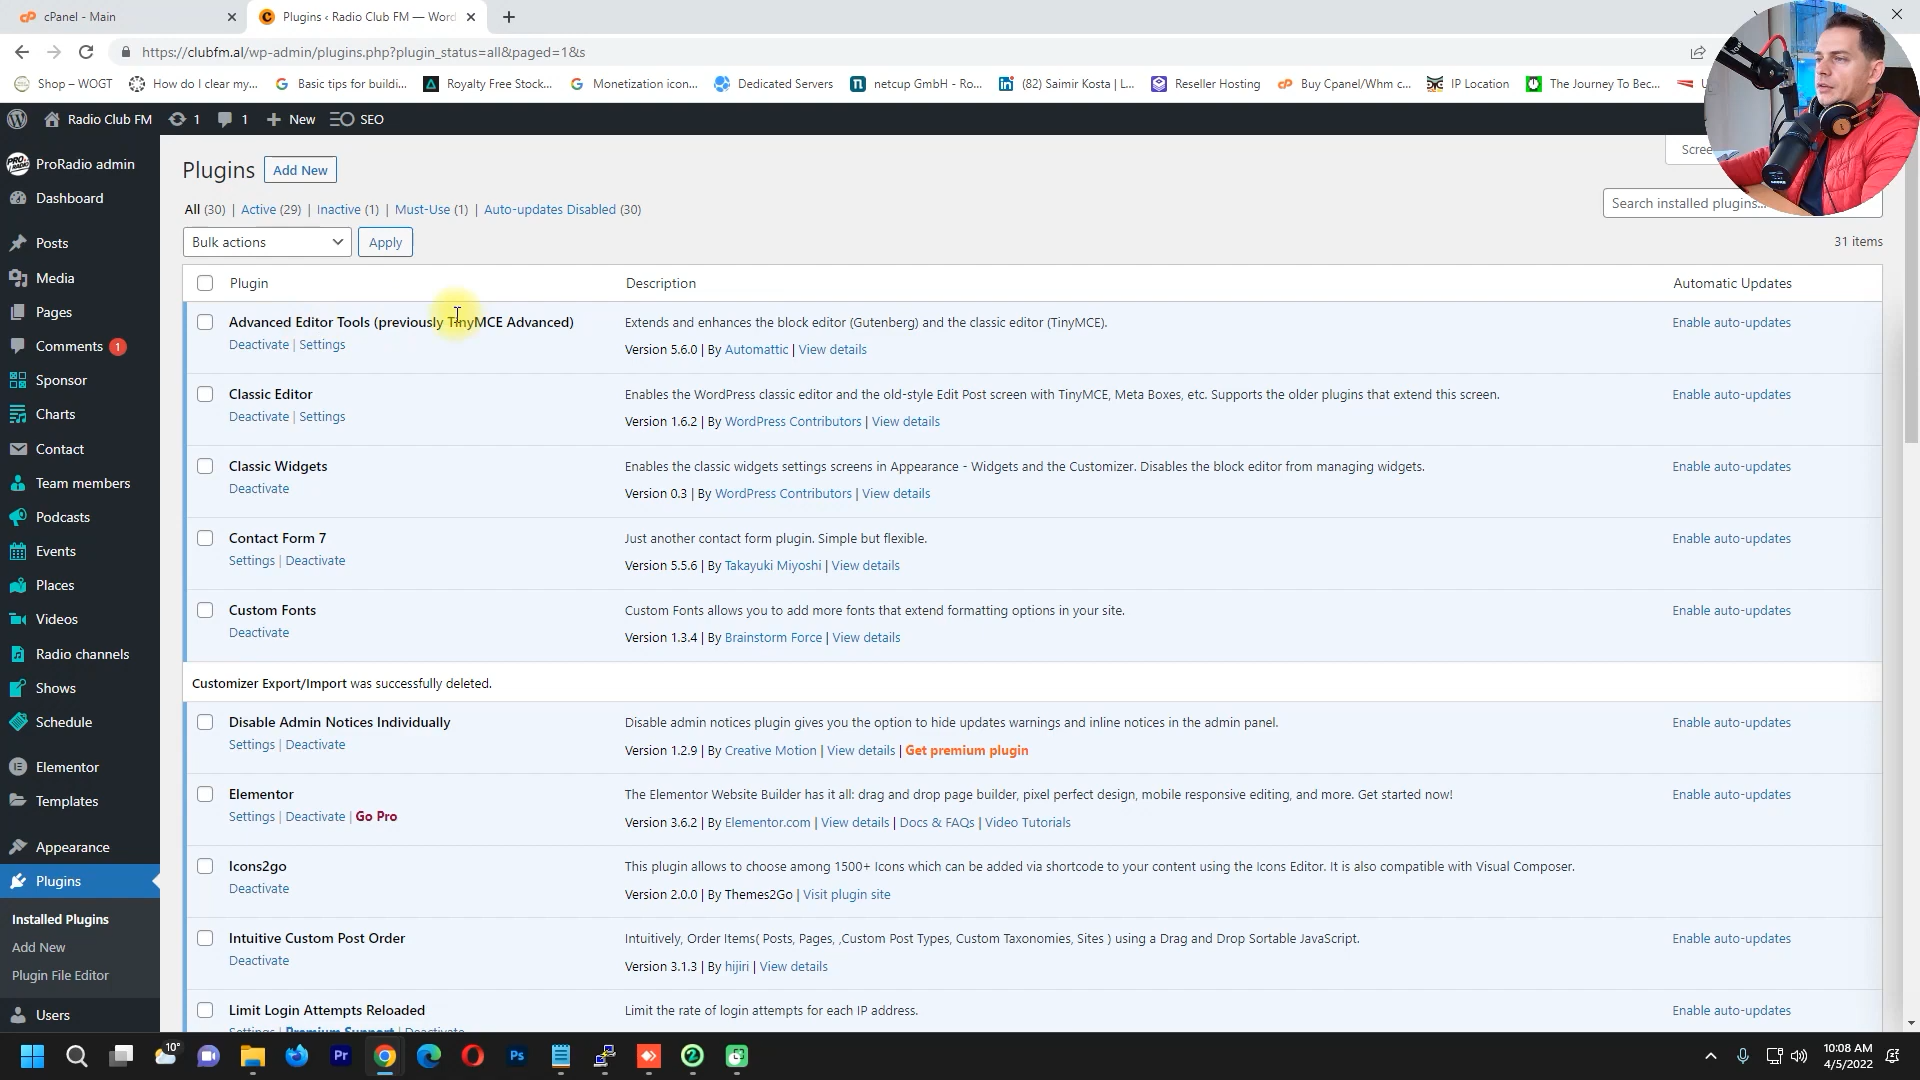 cPanel - Main
Plugins ‹ Radio Club FM — Word
https://clubfm.al/wp-admin/plugins.php?plugin_status=all&paged=1&s
Shop – WOGT
How do I clear my...
Basic tips for buildi...
Royalty Free Stock...
Monetization icon...
Dedicated Servers
netcup GmbH - Ro...
(82) Saimir Kosta | L...
Reseller Hosting
Buy Cpanel/Whm c...
IP Location
The Journey To Bec...
Radio Club FM
1
1
New
SEO
ProRadio admin
Dashboard
Posts
Media
Pages
Comments 1
Sponsor
Charts
Contact
Team members
Podcasts
Events
Places
Videos
Radio channels
Shows
Schedule
Elementor
Templates
Appearance
Plugins
Installed Plugins
Add New
Plugin File Editor
Users
Plugins
Add New
All (30) | Active (29) | Inactive (1) | Must-Use (1) | Auto-updates Disabled (30)
Search installed plugins...
Bulk actions
Apply
31 items
Plugin
Description
Automatic Updates
Advanced Editor Tools (previously TinyMCE Advanced)
Deactivate | Settings
Extends and enhances the block editor (Gutenberg) and the classic editor (TinyMCE).
Version 5.6.0 | By Automattic | View details
Enable auto-updates
Classic Editor
Deactivate | Settings
Enables the WordPress classic editor and the old-style Edit Post screen with TinyMCE, Meta Boxes, etc. Supports the older plugins that extend this screen.
Version 1.6.2 | By WordPress Contributors | View details
Enable auto-updates
Classic Widgets
Deactivate
Enables the classic widgets settings screens in Appearance - Widgets and the Customizer. Disables the block editor from managing widgets.
Version 0.3 | By WordPress Contributors | View details
Enable auto-updates
Contact Form 7
Settings | Deactivate
Just another contact form plugin. Simple but flexible.
Version 5.5.6 | By Takayuki Miyoshi | View details
Enable auto-updates
Custom Fonts
Deactivate
Custom Fonts allows you to add more fonts that extend formatting options in your site.
Version 1.3.4 | By Brainstorm Force | View details
Enable auto-updates
Customizer Export/Import was successfully deleted.
Disable Admin Notices Individually
Settings | Deactivate
Disable admin notices plugin gives you the option to hide updates warnings and inline notices in the admin panel.
Version 1.2.9 | By Creative Motion | View details | Get premium plugin
Enable auto-updates
Elementor
Settings | Deactivate | Go Pro
The Elementor Website Builder has it all: drag and drop page builder, pixel perfect design, mobile responsive editing, and more. Get started now!
Version 3.6.2 | By Elementor.com | View details | Docs & FAQs | Video Tutorials
Enable auto-updates
Icons2go
Deactivate
This plugin allows to choose among 1500+ Icons which can be added via shortcode to your content using the Icons Editor. It is also compatible with Visual Composer.
Version 2.0.0 | By Themes2Go | Visit plugin site
Intuitive Custom Post Order
Deactivate
Intuitively, Order Items( Posts, Pages, ,Custom Post Types, Custom Taxonomies, Sites ) using a Drag and Drop Sortable JavaScript.
Version 3.1.3 | By hijiri | View details
Enable auto-updates
Limit Login Attempts Reloaded
Settings | Premium Support | Deactivate
Limit the rate of login attempts for each IP address.
Enable auto-updates
10°
Pr
Ps
10:08 AM
4/5/2022